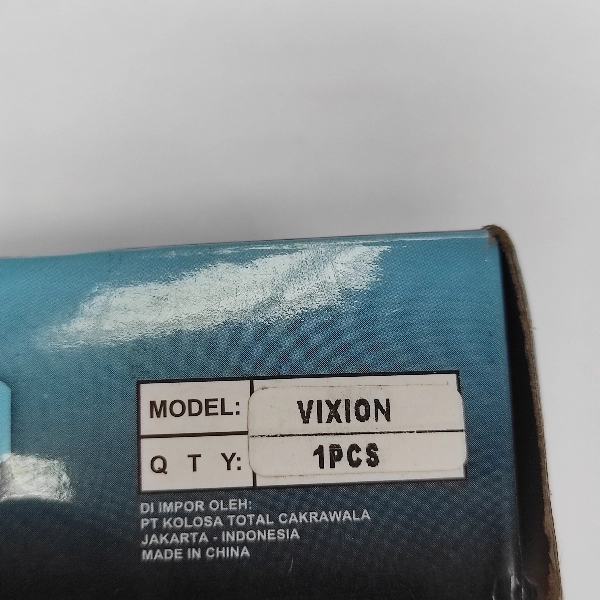 MODEL: VIXION
Q T Y: 1PCS
DI IMPOR OLEH:
PT KOLOSA TOTAL CAKRAWALA
JAKARTA - INDONESIA
MADE IN CHINA